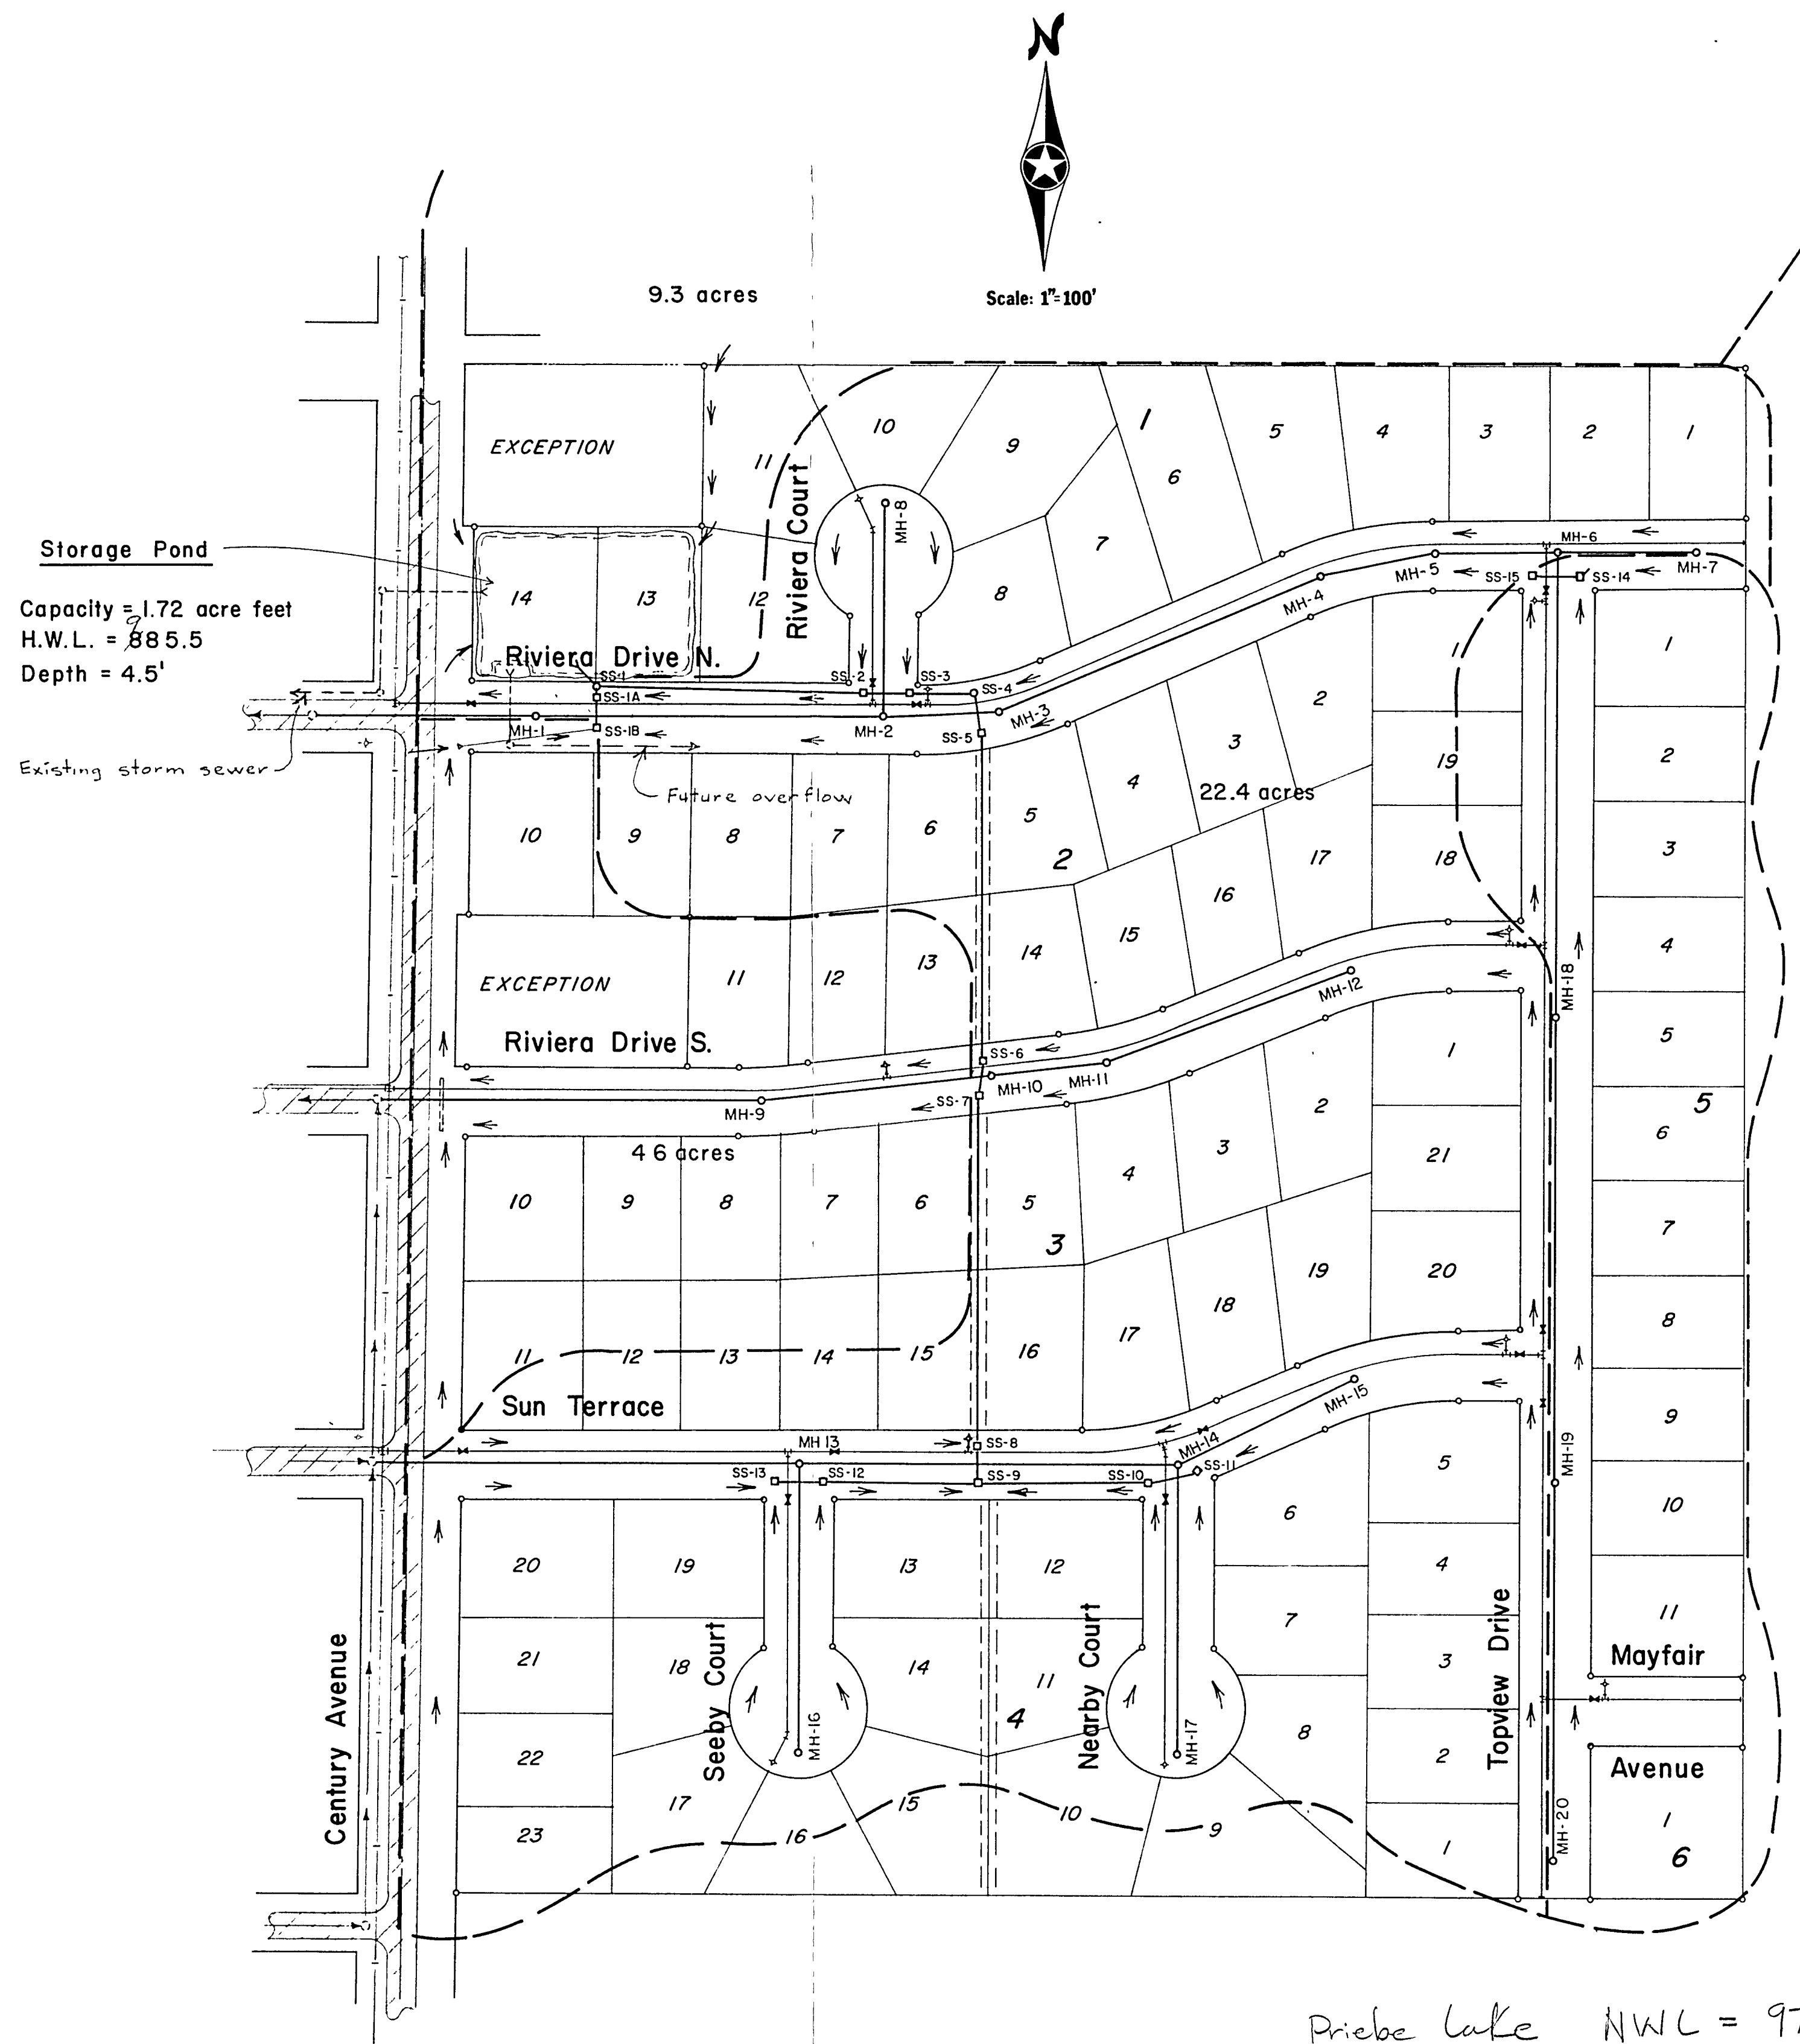 N
Scale: 1"=100'
9.3 acres
EXCEPTION
11
10
9
1
6
5
4
3
2
1
7
8
Riviera Court
MH-8
Storage Pond
Capacity = 1.72 acre feet
H.W.L. = 885.5
9
Depth = 4.5'
14
13
12
Riviera Drive N.
SS-1
SS-1A
SS-1B
SS-2
SS-3
SS-4
SS-5
MH-1
MH-2
MH-3
MH-4
MH-5
MH-6
MH-7
SS-15
SS-14
Existing storm sewer
Future overflow
10
9
8
7
6
5
4
3
2
1
22.4 acres
2
19
18
17
16
15
14
13
12
11
EXCEPTION
Riviera Drive S.
SS-6
SS-7
MH-9
MH-10
MH-11
MH-12
MH-18
4 6 acres
10
9
8
7
6
5
4
3
2
1
3
21
20
19
18
17
16
15
14
13
12
11
Sun Terrace
MH 13
SS-8
SS-9
SS-10
SS-11
SS-12
SS-13
MH-14
MH-15
MH-19
1
2
3
4
5
5
6
7
8
9
10
11
20
19
21
18
22
17
23
16
15
14
13
12
11
10
9
8
7
6
5
4
3
2
1
4
Century Avenue
Seeby Court
MH-16
Nearby Court
MH-17
Topview Drive
MH-20
Mayfair
Avenue
1
6
Priebe Lake NWL = 97